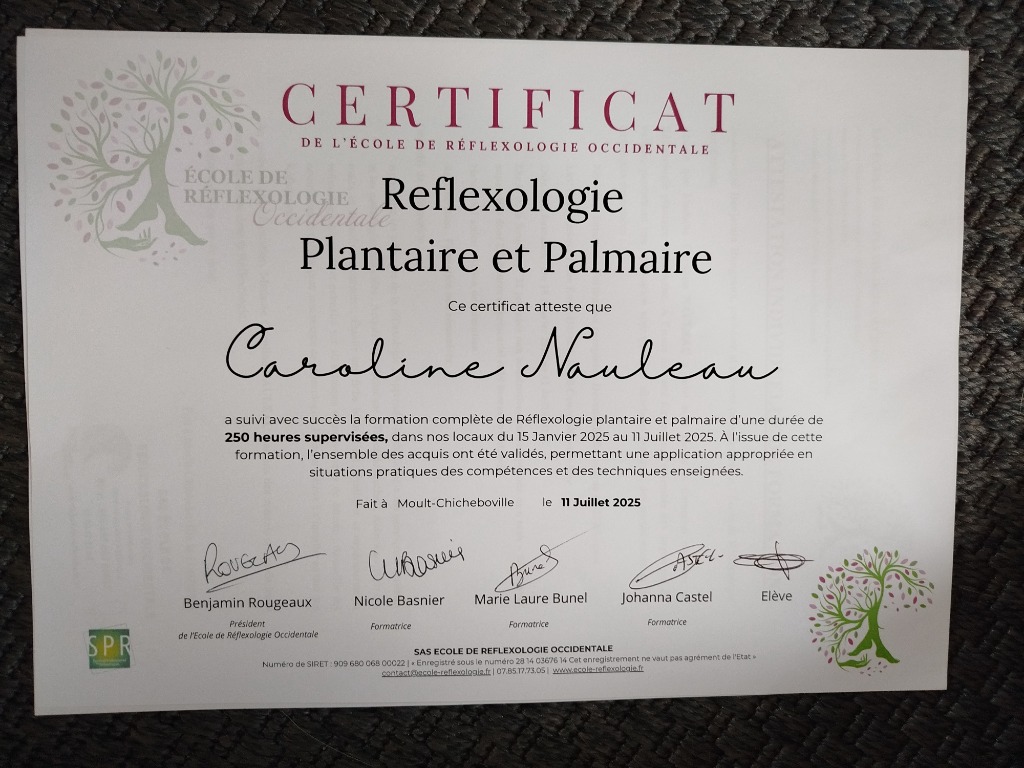 CERTIFICAT
DE L'ÉCOLE DE RÉFLEXOLOGIE OCCIDENTALE
ÉCOLE DE
RÉFLEXOLOGIE
Occidentale
Reflexologie
Plantaire et Palmaire
Ce certificat atteste que
Caroline Nauleau
a suivi avec succès la formation complète de Réflexologie plantaire et palmaire d'une durée de
250 heures supervisées, dans nos locaux du 15 Janvier 2025 au 11 Juillet 2025. À l'issue de cette
formation, l'ensemble des acquis ont été validés, permettant une application appropriée en
situations pratiques des compétences et des techniques enseignées.
Fait à Moult-Chicheboville le 11 Juillet 2025
ROUGEAUX
Benjamin Rougeaux Nicole Basnier Marie Laure Bunel Johanna Castel Elève
Président
de l'Ecole de Réflexologie Occidentale
Formatrice Formatrice Formatrice
SPR
SAS ECOLE DE REFLEXOLOGIE OCCIDENTALE
Numéro de SIRET : 909 680 068 00022 | « Enregistré sous le numéro 28 14 03676 14 Cet enregistrement ne vaut pas agrément de l'Etat »
contact@ecole-reflexologie.fr | 07.85.17.73.05 | www.ecole-reflexologie.fr